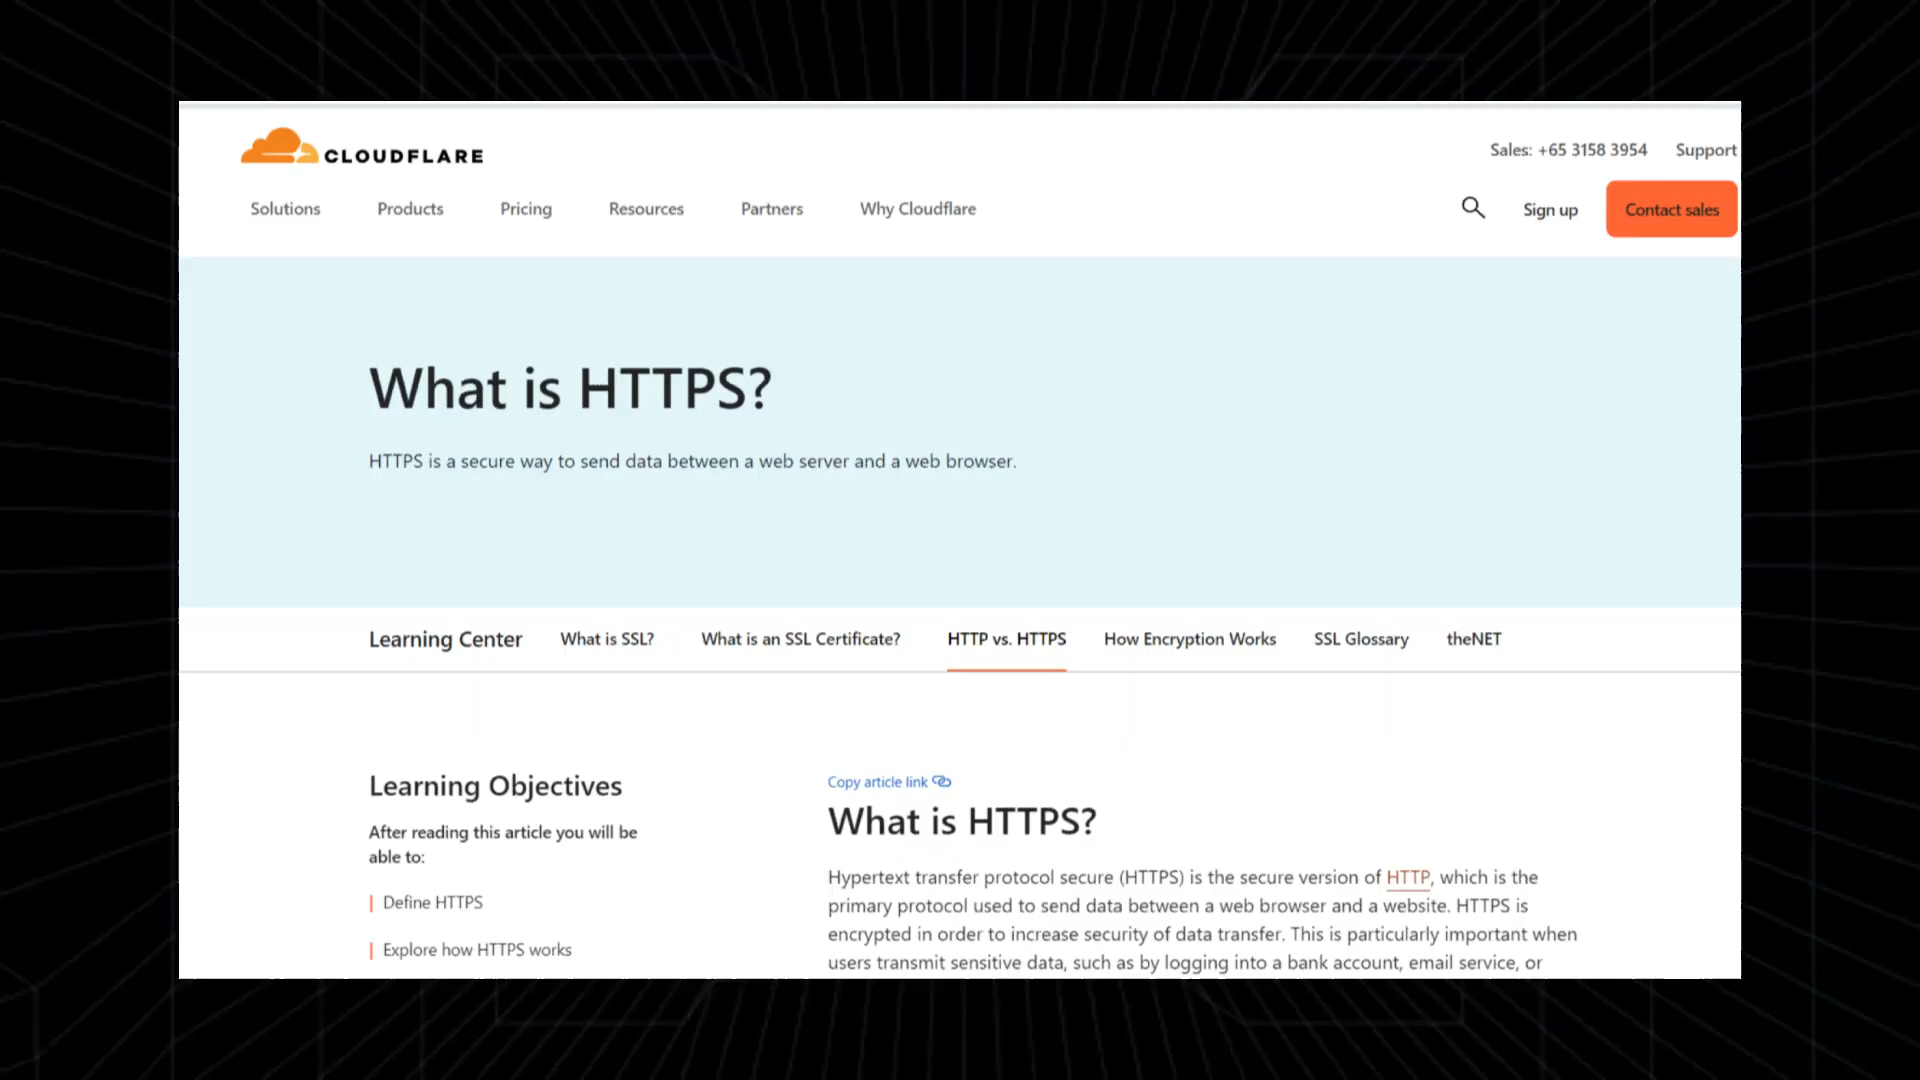 CLOUDFLARE
Sales: +65 3158 3954 Support
Solutions Products Pricing Resources Partners Why Cloudflare Sign up Contact sales
What is HTTPS?
HTTPS is a secure way to send data between a web server and a web browser.
Learning Center What is SSL? What is an SSL Certificate? HTTP vs. HTTPS How Encryption Works SSL Glossary theNET
Learning Objectives
After reading this article you will be
able to:
Define HTTPS
Explore how HTTPS works
Copy article link
What is HTTPS?
Hypertext transfer protocol secure (HTTPS) is the secure version of HTTP, which is the
primary protocol used to send data between a web browser and a website. HTTPS is
encrypted in order to increase security of data transfer. This is particularly important when
users transmit sensitive data, such as by logging into a bank account, email service, or